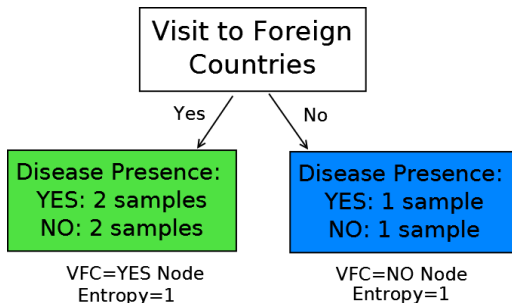 Visit to Foreign
Countries
Yes
No
Disease Presence:
YES: 2 samples
NO: 2 samples
Disease Presence:
YES: 1 sample
NO: 1 sample
VFC=YES Node
Entropy=1
VFC=NO Node
Entropy=1